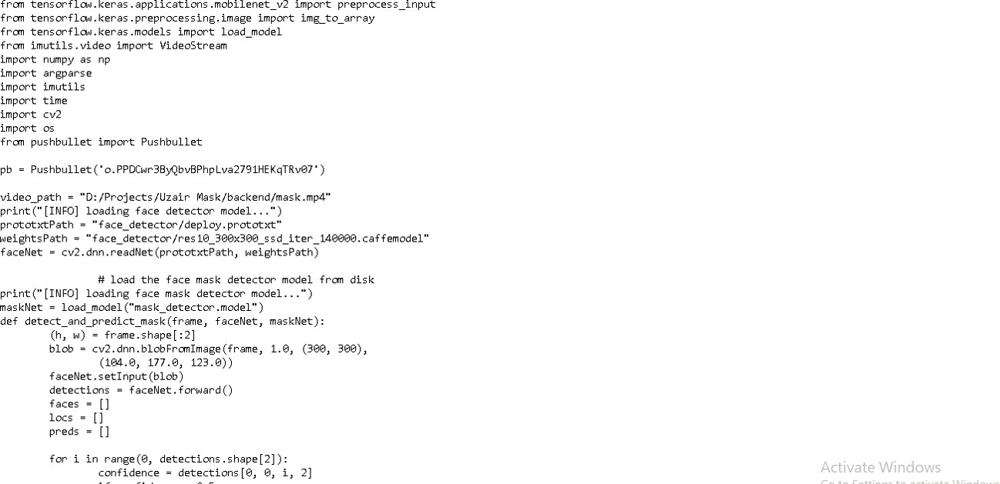 from tensorflow.keras.applications.mobilenet_v2 import preprocess_input
from tensorflow.keras.preprocessing.image import img_to_array
from tensorflow.keras.models import load_model
from imutils.video import VideoStream
import numpy as np
import argparse
import imutils
import time
import cv2
import os
from pushbullet import Pushbullet
pb = Pushbullet('o.PPDCwr3ByQbvBPhpLva2791HEKqTRv07')
video_path = "D:/Projects/Uzair Mask/backend/mask.mp4"
print("[INFO] loading face detector model...")
prototxtPath = "face_detector/deploy.prototxt"
weightsPath = "face_detector/res10_300x300_ssd_iter_140000.caffemodel"
faceNet = cv2.dnn.readNet(prototxtPath, weightsPath)
# load the face mask detector model from disk
print("[INFO] loading face mask detector model...")
maskNet = load_model("mask_detector.model")
def detect_and_predict_mask(frame, faceNet, maskNet):
(h, w) = frame.shape[:2]
blob = cv2.dnn.blobFromImage(frame, 1.0, (300, 300),
(104.0, 177.0, 123.0))
faceNet.setInput(blob)
detections = faceNet.forward()
faces = []
locs = []
preds = []
for i in range(0, detections.shape[2]):
confidence = detections[0, 0, i, 2]
Activate Windows
Go to Settings to activate Windows